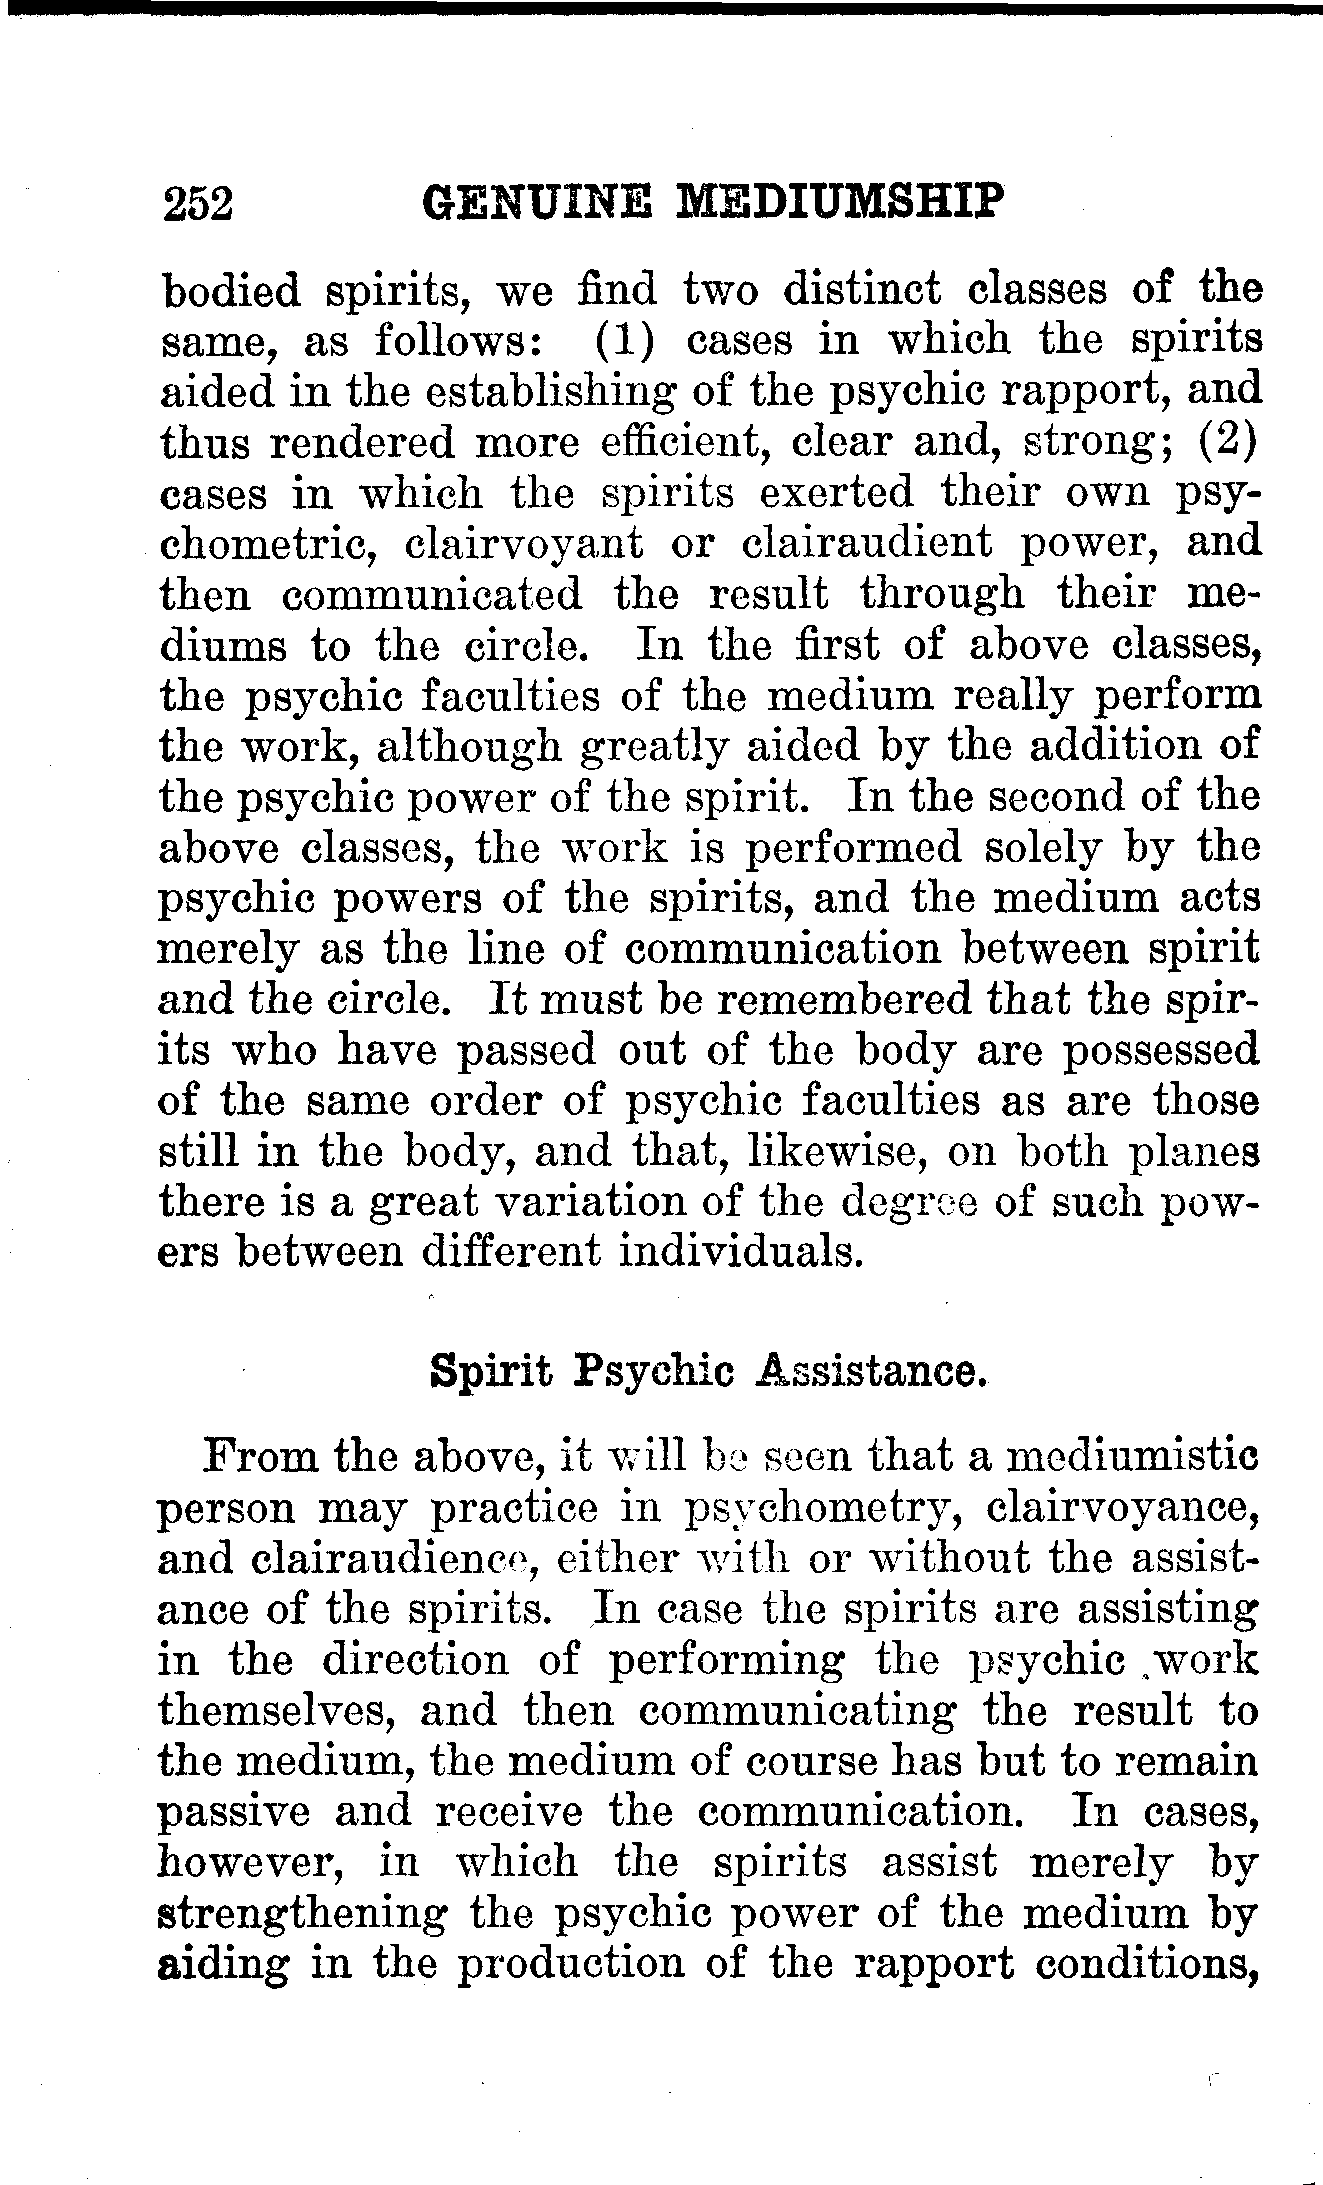 252 GENUINE MEDIUMSHIP
bodied spirits, we find two distinct classes of the
same, as follows: (1) cases in which the spirits
aided in the establishing of the psychic rapport, and
thus rendered more efficient, clear and, strong; (2)
cases in which the spirits exerted their own psy-
chometric, clairvoyant or clairaudient power, and
then communicated the result through their me-
diums to the circle. In the first of above classes,
the psychic faculties of the medium really perform
the work, although greatly aided by the addition of
the psychic power of the spirit. In the second of the
above classes, the work is performed solely by the
psychic powers of the spirits, and the medium acts
merely as the line of communication between spirit
and the circle. It must be remembered that the spir-
its who have passed out of the body are possessed
of the same order of psychic faculties as are those
still in the body, and that, likewise, on both planes
there is a great variation of the degree of such pow-
ers between different individuals.
Spirit Psychic Assistance.
From the above, it will be seen that a mediumistic
person may practice in psychometry, clairvoyance,
and clairaudience, either with or without the assist-
ance of the spirits. In case the spirits are assisting
in the direction of performing the psychic work
themselves, and then communicating the result to
the medium, the medium of course has but to remain
passive and receive the communication. In cases,
however, in which the spirits assist merely by
strengthening the psychic power of the medium by
aiding in the production of the rapport conditions,